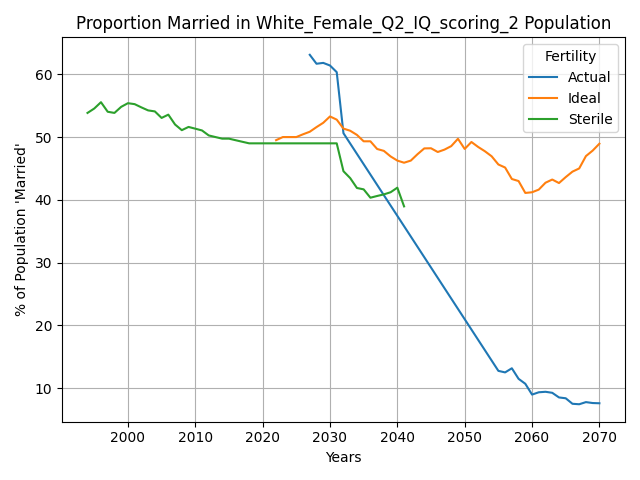 Proportion Married in White_Female_Q2_IQ_scoring_2 Population
% of Population 'Married'
60
50
40
30
20
10
Fertility
Actual
Ideal
Sterile
2000 2010 2020 2030 2040 2050 2060 2070
Years